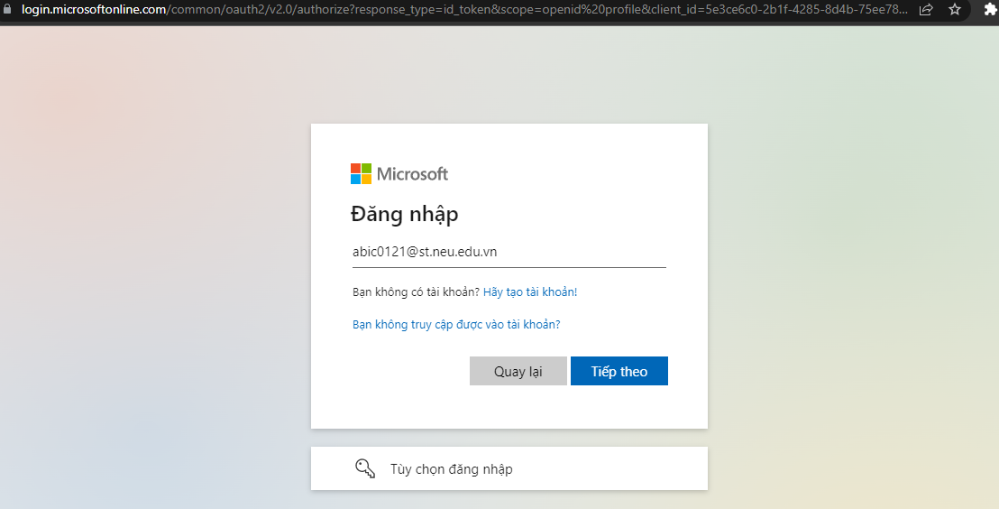 login.microsoftonline.com/common/oauth2/v2.0/authorize?response_type=id_token&scope=openid%20profile&client_id=5e3ce6c0-2b1f-4285-8d4b-75ee78...
Microsoft
Đăng nhập
abic0121@st.neu.edu.vn
Bạn không có tài khoản? Hãy tạo tài khoản!
Bạn không truy cập được vào tài khoản?
Quay lại
Tiếp theo
Tùy chọn đăng nhập